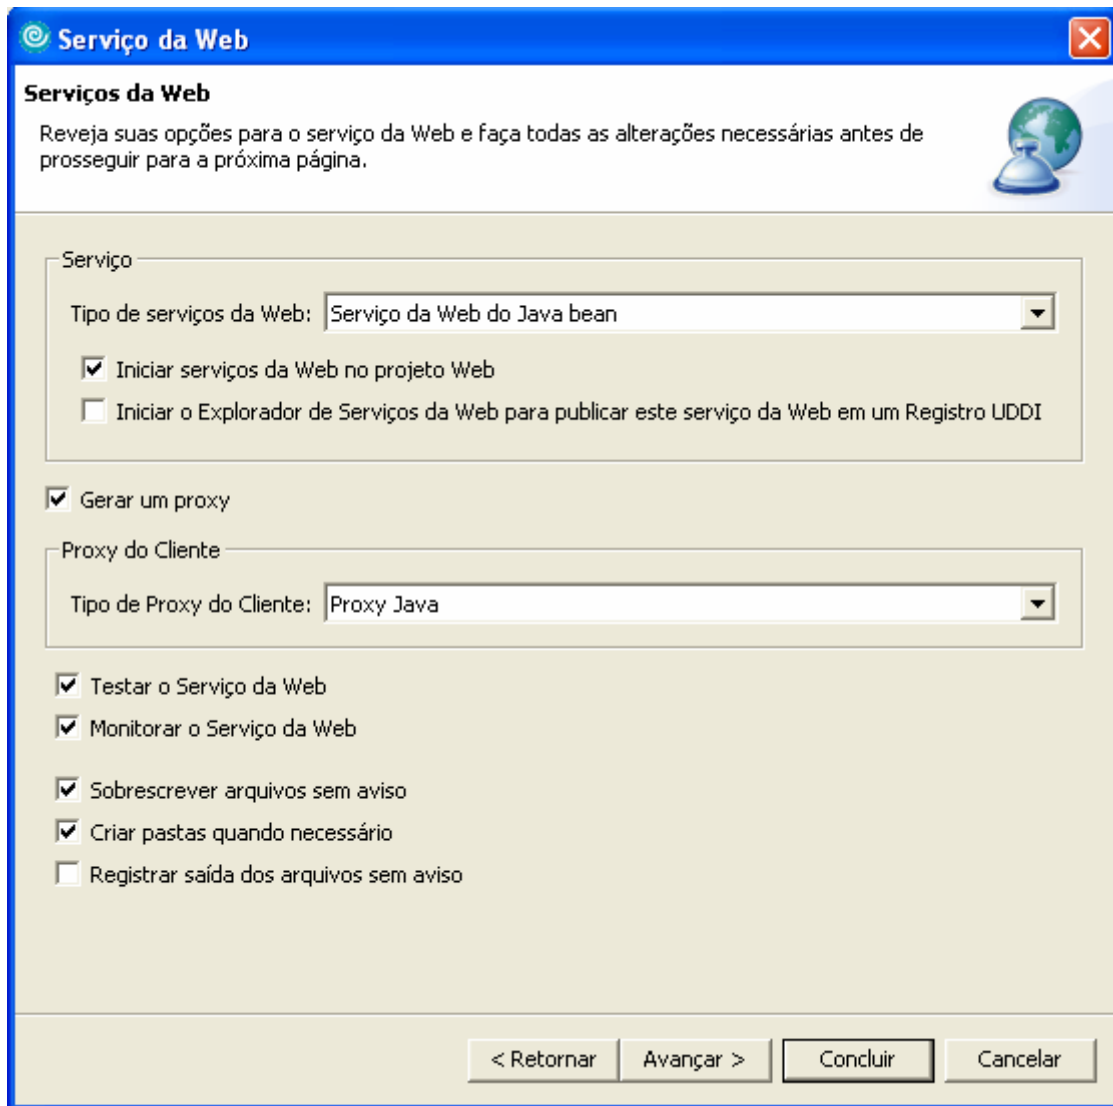 Serviço da Web
Serviços da Web
Reveja suas opções para o serviço da Web e faça todas as alterações necessárias antes de
prosseguir para a próxima página.
Serviço
Tipo de serviços da Web: Serviço da Web do Java bean
Iniciar serviços da Web no projeto Web
Iniciar o Explorador de Serviços da Web para publicar este serviço da Web em um Registro UDDI
Gerar um proxy
Proxy do Cliente
Tipo de Proxy do Cliente: Proxy Java
Testar o Serviço da Web
Monitorar o Serviço da Web
Sobrescrever arquivos sem aviso
Criar pastas quando necessário
Registrar saída dos arquivos sem aviso
< Retornar Avançar > Concluir Cancelar